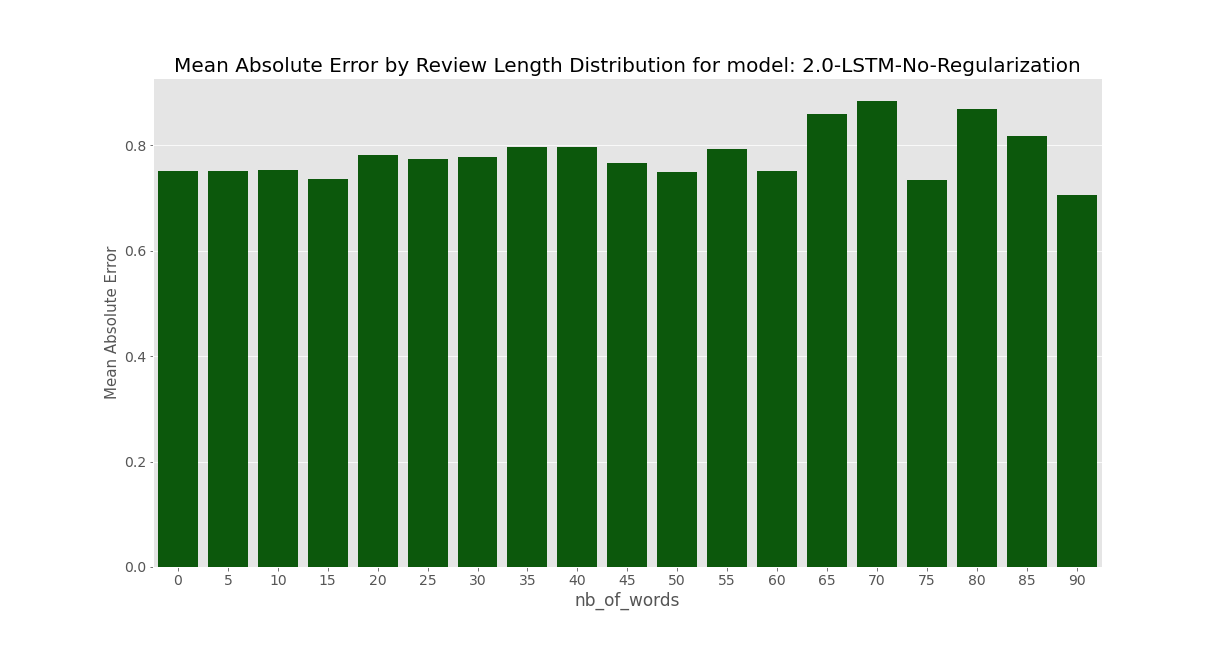 Mean Absolute Error by Review Length Distribution for model: 2.0-LSTM-No-Regularization
Mean Absolute Error
0.8
0.6
0.4
0.2
0.0
0 5 10 15 20 25 30 35 40 45 50 55 60 65 70 75 80 85 90
nb_of_words